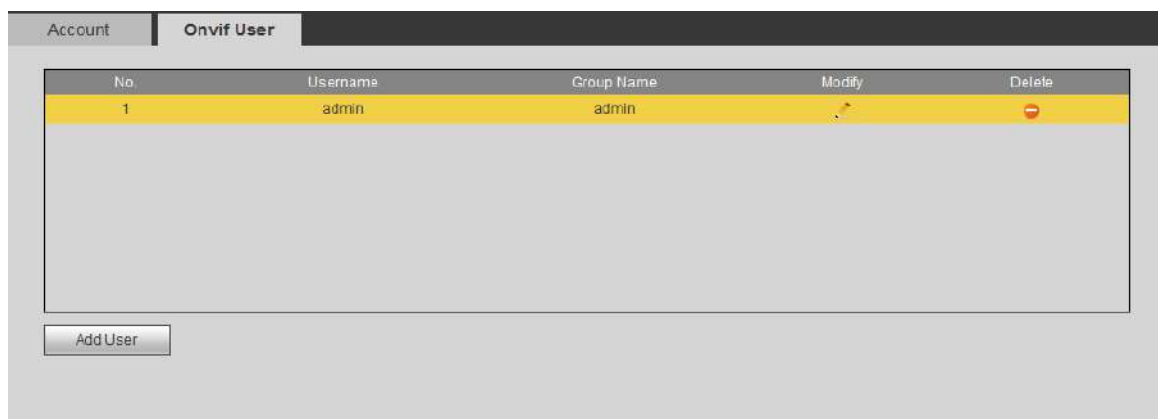 Account Onvif User
No. Username Group Name Modify Delete
1 admin admin
Add User